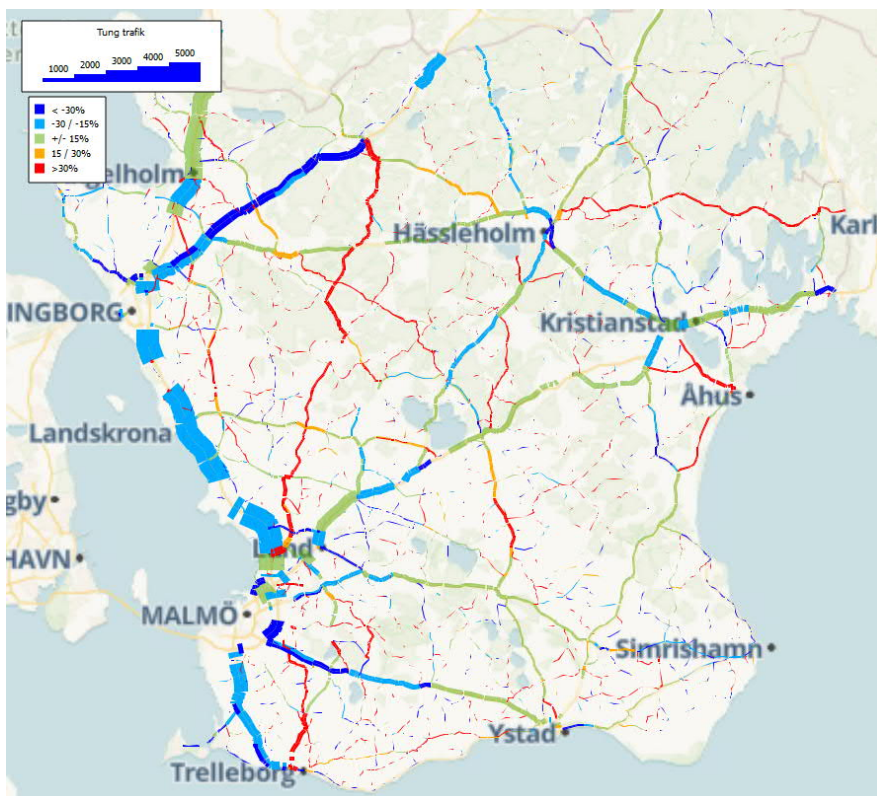 Tung trafik
1000 2000 3000 4000 5000
< -30%
-30 / -15%
+/- 15%
15 / 30%
>30%
gelholm
Hässleholm
Karl
INGBORG
Kristianstad
Åhus
Landskrona
gby
HAVN
Lund
MALMÖ
Simrishamn
Ystad
Trelleborg